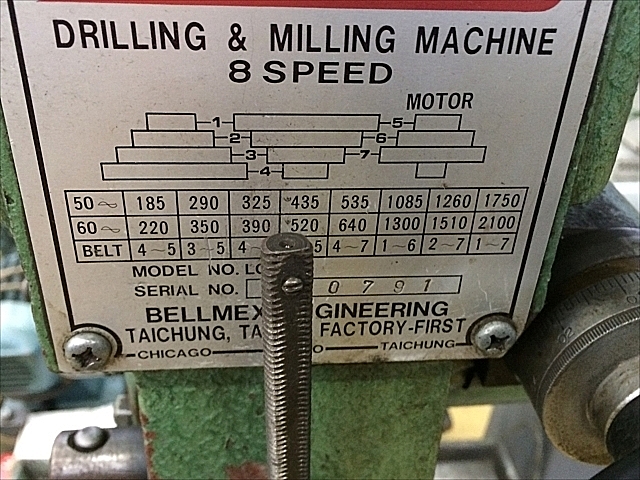 DRILLING & MILLING MACHINE
8 SPEED
MOTOR
1 5
2 6
3 7
4
50~ 185 290 325 435 535 1085 1260 1750
60~ 220 350 390 520 640 1300 1510 2100
BELT 4~5 3~5 4~ 5 4~7 1~6 2~7 1~7
MODEL NO.
SERIAL NO. 0791
BELLMEX GINEERING
TAICHUNG, FACTORY-FIRST
CHICAGO TAICHUNG